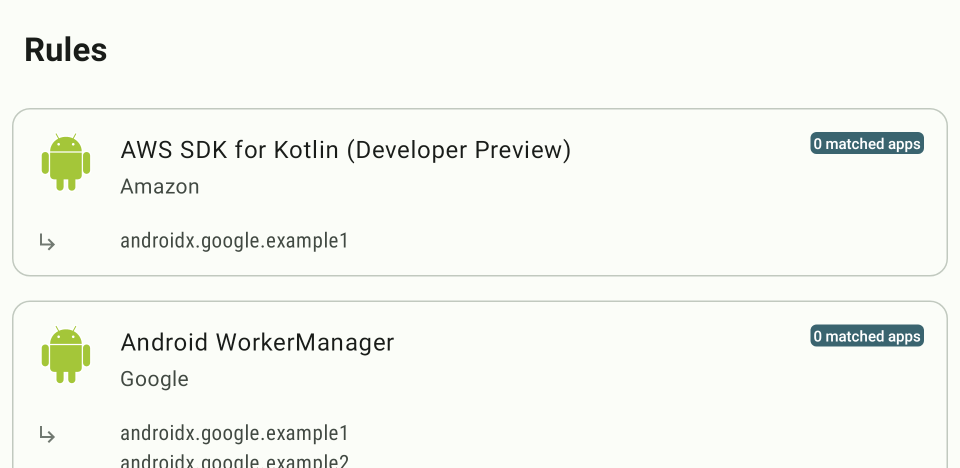 Rules
AWS SDK for Kotlin (Developer Preview)
0 matched apps
Amazon
androidx.google.example1
Android WorkerManager
0 matched apps
Google
androidx.google.example1
androidx.google.example2